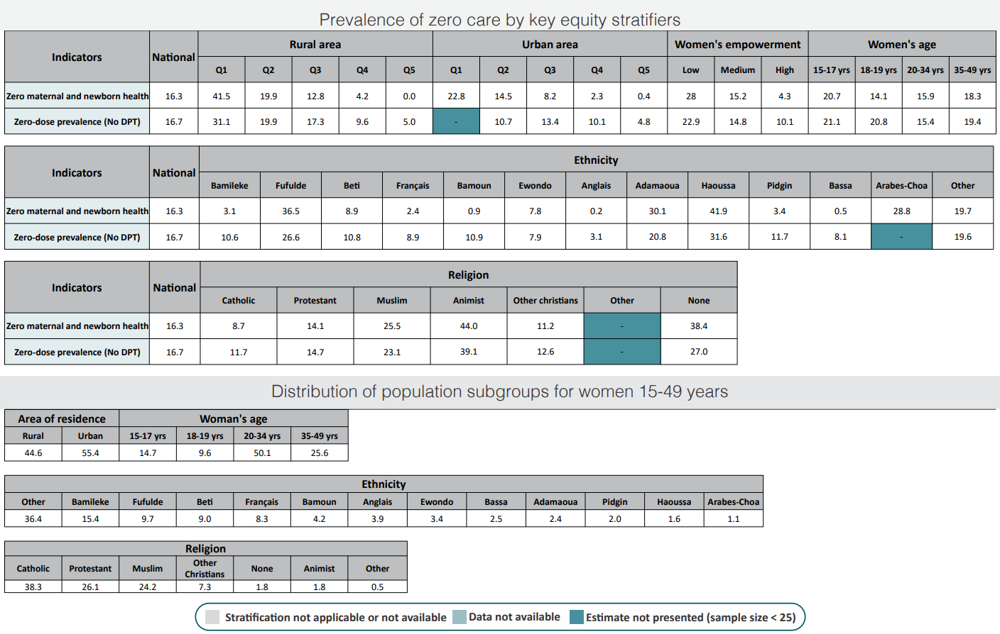 Prevalence of zero care by key equity stratifiers
Indicators National Rural area Urban area Women's empowerment Women's age
Q1 Q2 Q3 Q4 Q5 Q1 Q2 Q3 Q4 Q5 Low Medium High 15-17 yrs 18-19 yrs 20-34 yrs 35-49 yrs
Zero maternal and newborn health 16.3 41.5 19.9 12.8 4.2 0.0 22.8 14.5 8.2 2.3 0.4 28 15.2 4.3 20.7 14.1 15.9 18.3
Zero-dose prevalence (No DPT) 16.7 31.1 19.9 17.3 9.6 5.0 - 10.7 13.4 10.1 4.8 22.9 14.8 10.1 21.1 20.8 15.4 19.4
Indicators National Ethnicity
Bamileke Fufulde Beti Français Bamoun Ewondo Anglais Adamaoua Haoussa Pidgin Bassa Arabes-Choa Other
Zero maternal and newborn health 16.3 3.1 36.5 8.9 2.4 0.9 7.8 0.2 30.1 41.9 3.4 0.5 28.8 19.7
Zero-dose prevalence (No DPT) 16.7 10.6 26.6 10.8 8.9 10.9 7.9 3.1 20.8 31.6 11.7 8.1 - 19.6
Indicators National Religion
Catholic Protestant Muslim Animist Other christians Other None
Zero maternal and newborn health 16.3 8.7 14.1 25.5 44.0 11.2 - 38.4
Zero-dose prevalence (No DPT) 16.7 11.7 14.7 23.1 39.1 12.6 - 27.0
Distribution of population subgroups for women 15-49 years
Area of residence Woman's age
Rural Urban 15-17 yrs 18-19 yrs 20-34 yrs 35-49 yrs
44.6 55.4 14.7 9.6 50.1 25.6
Ethnicity
Other Bamileke Fufulde Beti Français Bamoun Anglais Ewondo Bassa Adamaoua Pidgin Haoussa Arabes-Choa
36.4 15.4 9.7 9.0 8.3 4.2 3.9 3.4 2.5 2.4 2.0 1.6 1.1
Religion
Catholic Protestant Muslim Other Christians None Animist Other
38.3 26.1 24.2 7.3 1.8 1.8 0.5
Stratification not applicable or not available Data not available Estimate not presented (sample size < 25)